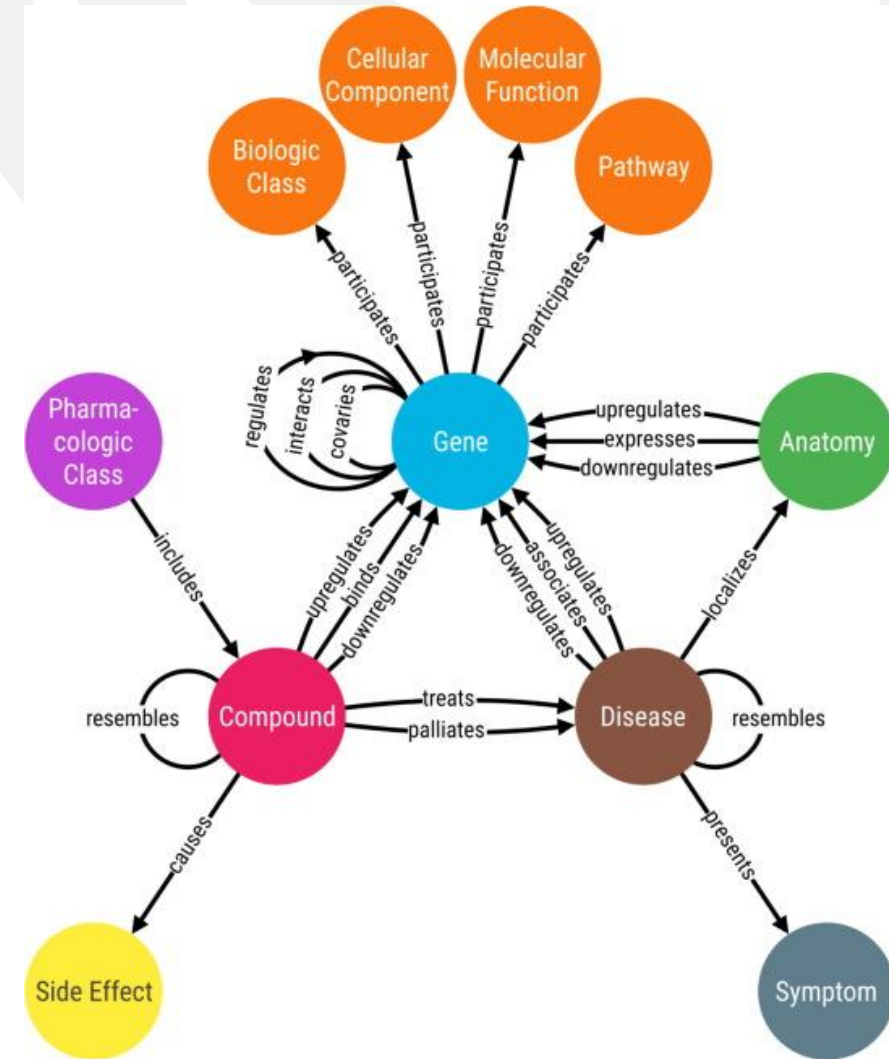 Cellular
Component
Molecular
Function
Biologic
Class
Pathway
participates
participates
participates
participates
regulates
interacts
covaries
Pharma-
cologic
Class
Gene
upregulates
expresses
downregulates
Anatomy
includes
upregulates
binds
downregulates
downregulates
associates
upregulates
localizes
resembles
Compound
treats
palliates
Disease
resembles
causes
presents
Side Effect
Symptom